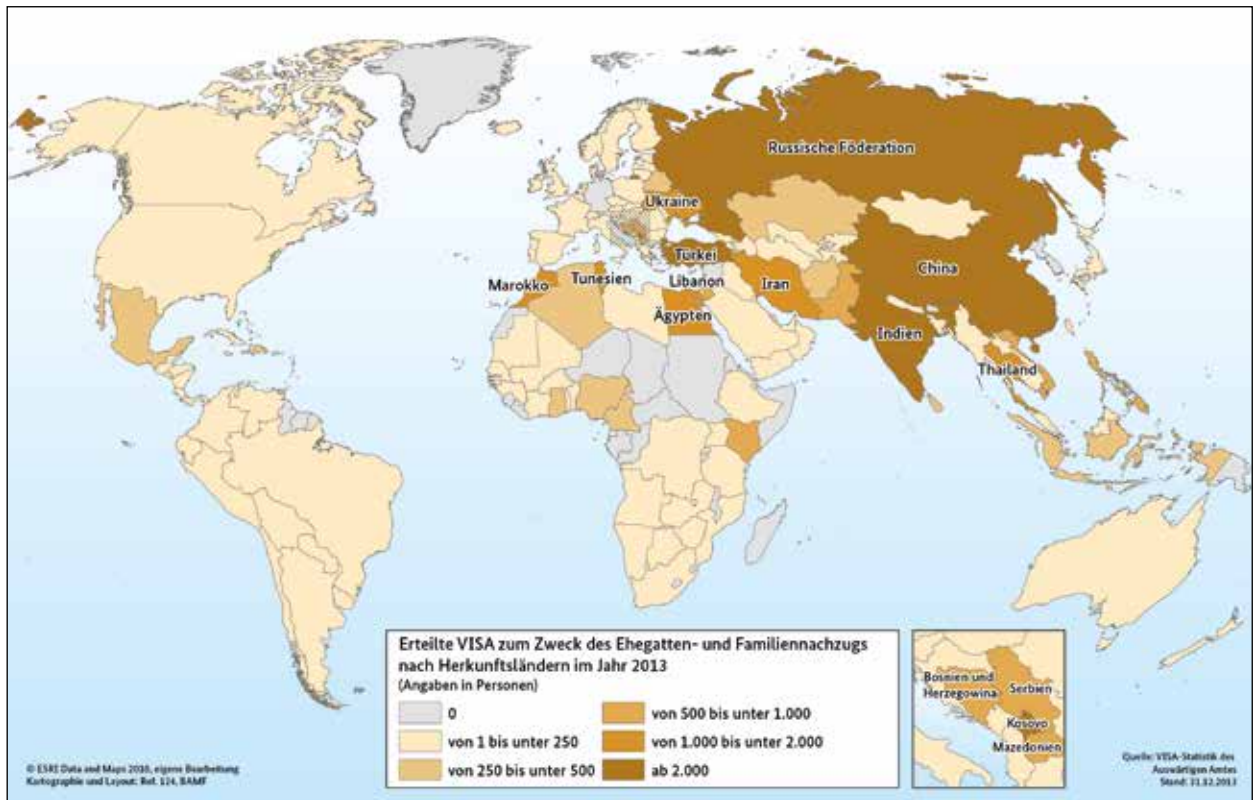 Russische Föderation
Ukraine
Türkei
China
Marokko
Tunesien
Libanon
Iran
Ägypten
Indien
Thailand
Erteilte VISA zum Zweck des Ehegatten- und Familiennachzugs
nach Herkunftsländern im Jahr 2013
(Angaben in Personen)
0
von 1 bis unter 250
von 250 bis unter 500
von 500 bis unter 1.000
von 1.000 bis unter 2.000
ab 2.000
Bosnien und
Herzegowina
Serbien
Kosovo
Mazedonien
© ESRI Data and Maps 2010, eigene Bearbeitung
Kartographie und Layout: Ref. 124, BAMF
Quelle: VISA-Statistik des
Auswärtigen Amtes
Stand: 31.12.2013